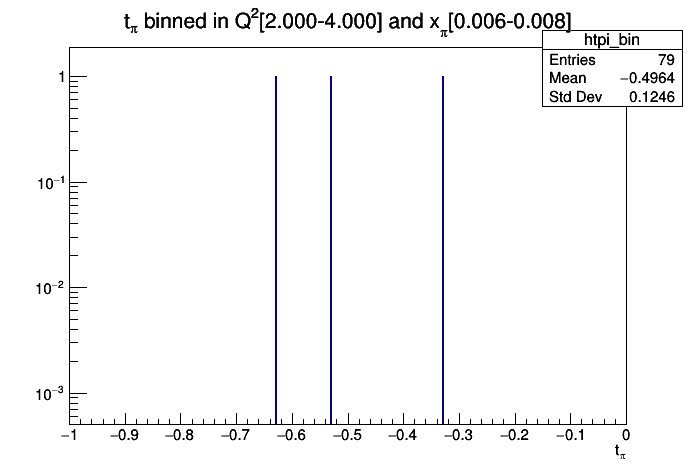 t_π binned in Q²[2.000-4.000] and x_π[0.006-0.008]
htpi_bin
Entries 79
Mean −0.4964
Std Dev 0.1246
1
10⁻¹
10⁻²
10⁻³
−1 −0.9 −0.8 −0.7 −0.6 −0.5 −0.4 −0.3 −0.2 −0.1 0
t_π